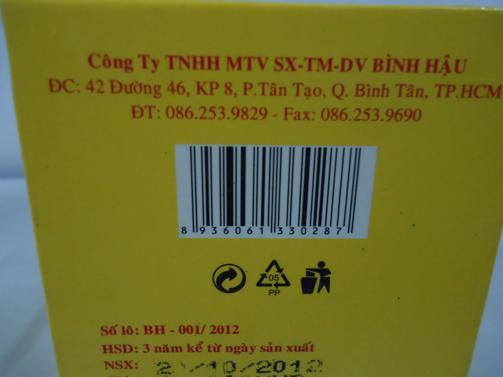 Công Ty TNHH MTV SX-TM-DV BÌNH HẬU
ĐC: 42 Đường 46, KP 8, P.Tân Tạo, Q. Bình Tân, TP.HCM
ĐT: 086.253.9829 - Fax: 086.253.9690
8 936061 330287
05
PP
Số lô: BH - 001/ 2012
HSD: 3 năm kể từ ngày sản xuất
NSX: /10/2012